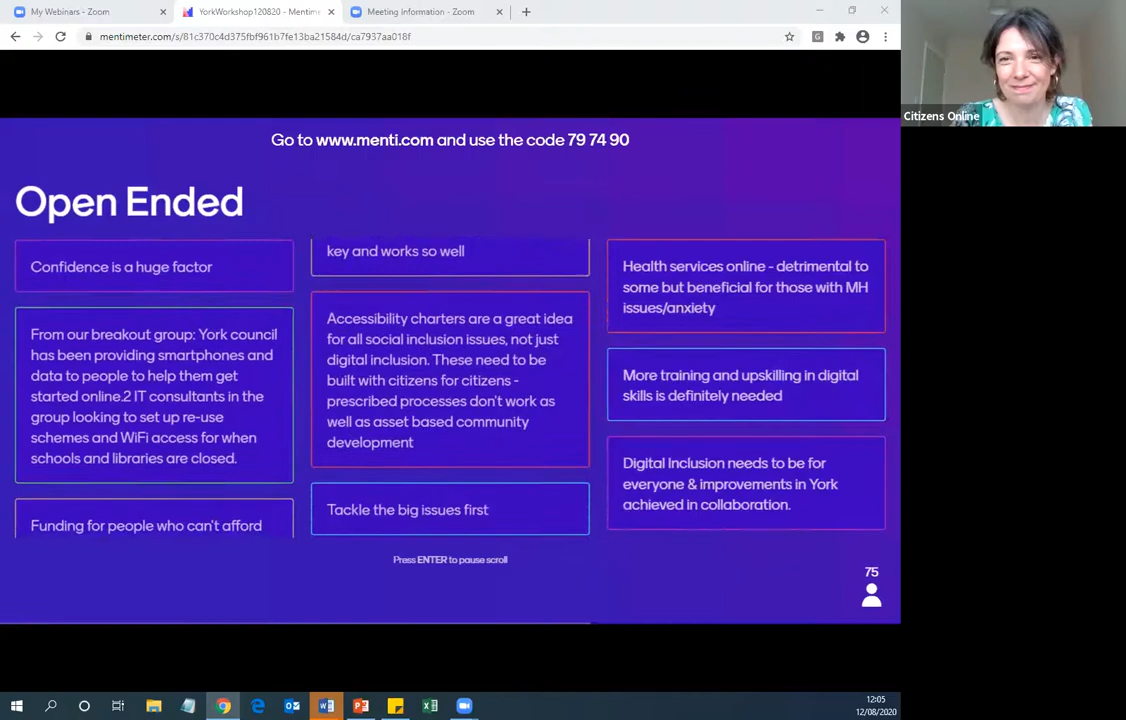 My Webinars - Zoom
YorkWorkshop120820 - Mentime
Meeting Information - Zoom
mentimeter.com/s/81c370c4d375fbf961b7fe13ba21584d/ca7937aa018f
Citizens Online
Go to www.menti.com and use the code 79 74 90
Open Ended
Confidence is a huge factor
From our breakout group: York council
has been providing smartphones and
data to people to help them get
started online.2 IT consultants in the
group looking to set up re-use
schemes and WiFi access for when
schools and libraries are closed.
Funding for people who can't afford
key and works so well
Accessibility charters are a great idea
for all social inclusion issues, not just
digital inclusion. These need to be
built with citizens for citizens -
prescribed processes don't work as
well as asset based community
development
Tackle the big issues first
Health services online - detrimental to
some but beneficial for those with MH
issues/anxiety
More training and upskilling in digital
skills is definitely needed
Digital Inclusion needs to be for
everyone & improvements in York
achieved in collaboration.
Press ENTER to pause scroll
75
12:05
12/08/2020